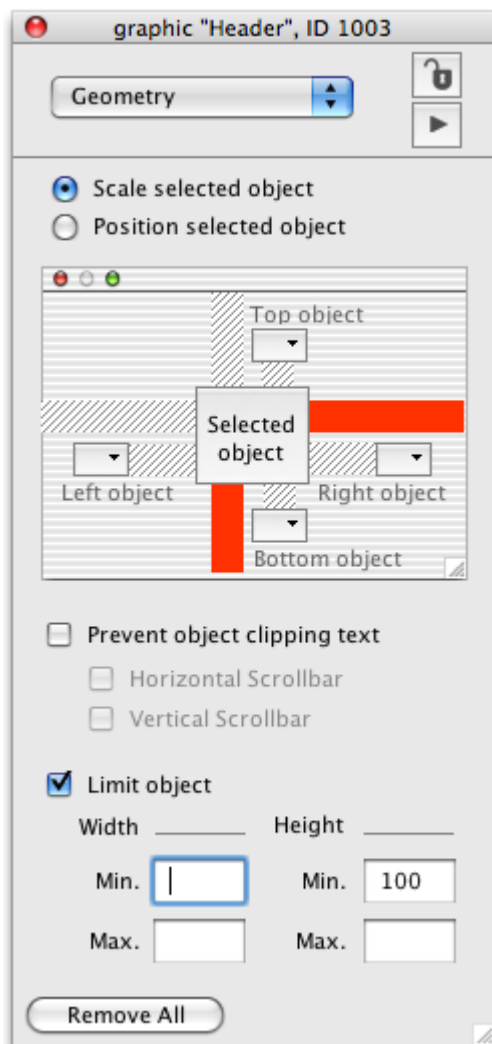 graphic "Header", ID 1003
Geometry
Scale selected object
Position selected object
Top object
Selected
object
Left object
Right object
Bottom object
Prevent object clipping text
Horizontal Scrollbar
Vertical Scrollbar
Limit object
Width Height
Min. Min. 100
Max. Max.
Remove All